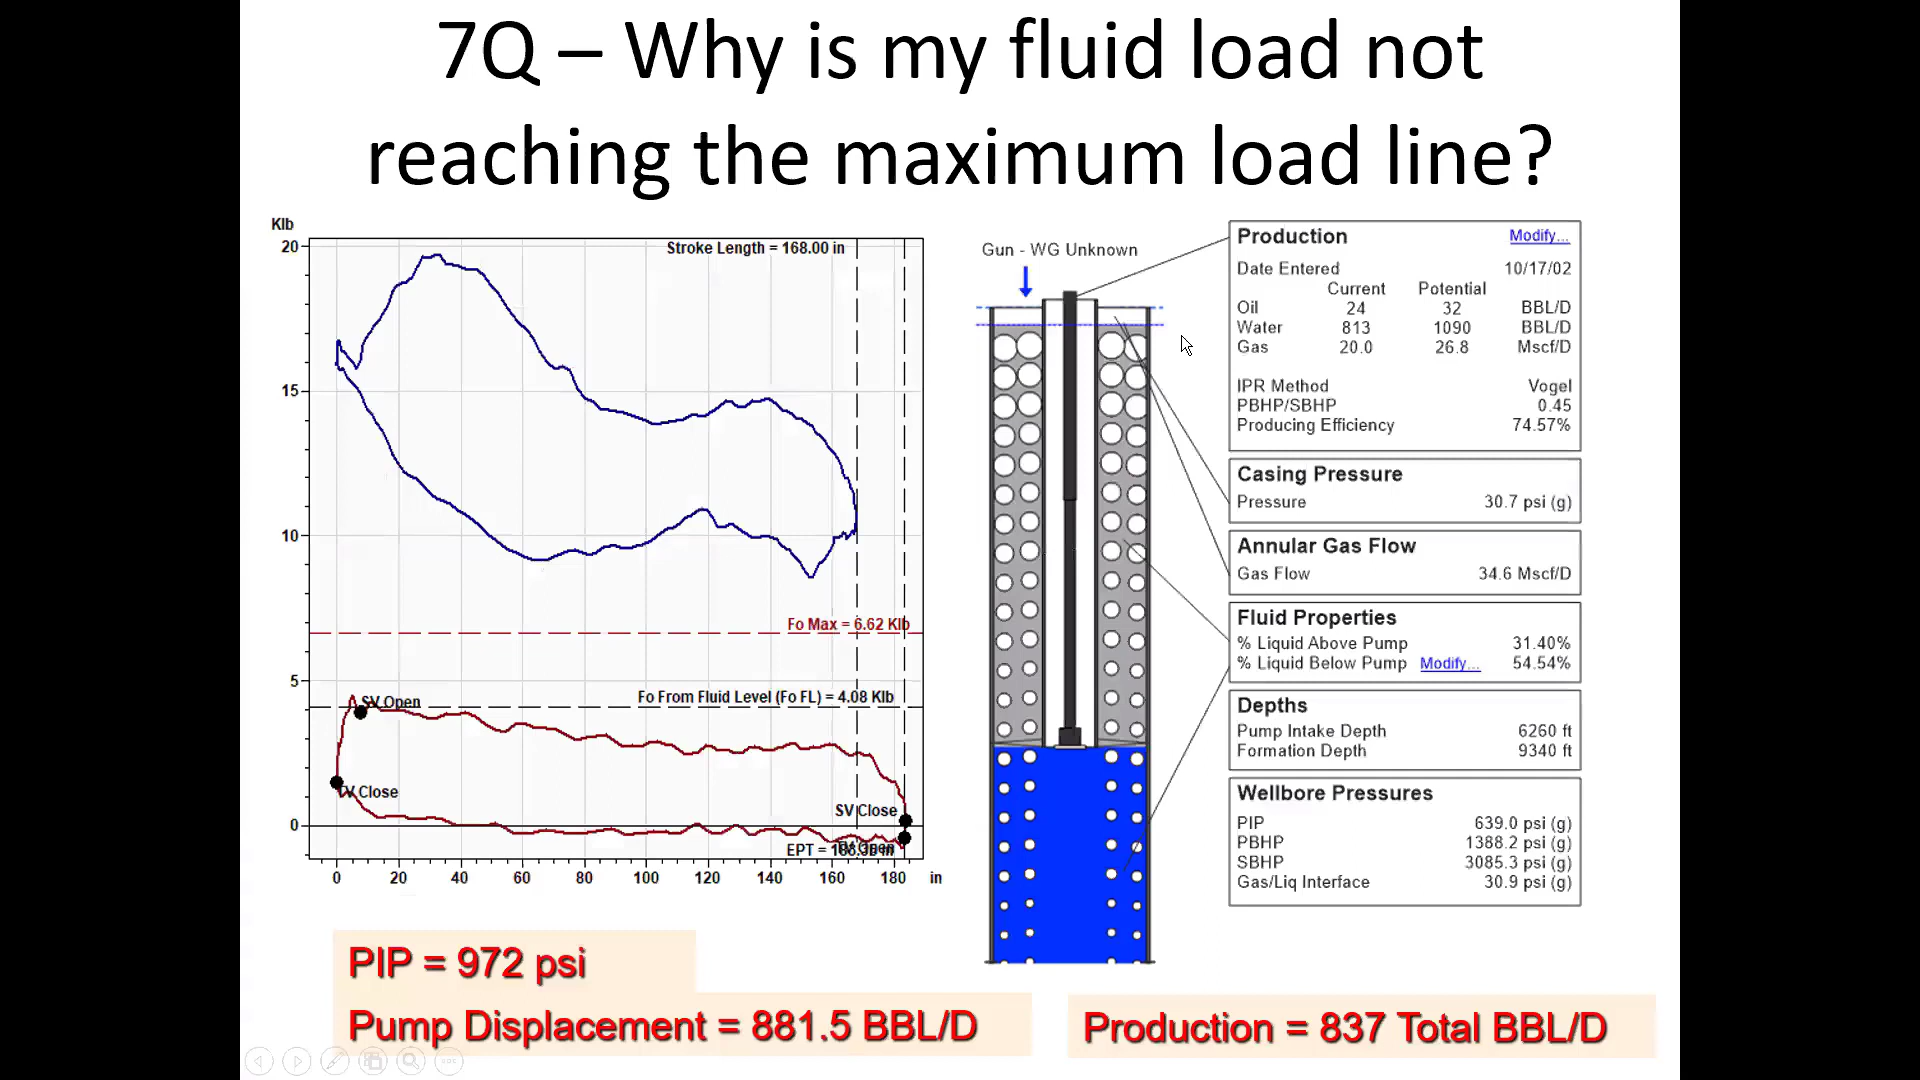 7Q – Why is my fluid load not
reaching the maximum load line?
Klb
20
15
10
5
0
Stroke Length = 168.00 in
Fo Max = 6.62 Klb
Fo From Fluid Level (Fo FL) = 4.08 Klb
SV Open
TV Close
SV Close
EPT =
0 20 40 60 80 100 120 140 160 180 in
Gun - WG Unknown
Production Modify...
Date Entered 10/17/02
Current Potential
Oil 24 32 BBL/D
Water 813 1090 BBL/D
Gas 20.0 26.8 Mscf/D
IPR Method Vogel
PBHP/SBHP 0.45
Producing Efficiency 74.57%
Casing Pressure
Pressure 30.7 psi (g)
Annular Gas Flow
Gas Flow 34.6 Mscf/D
Fluid Properties
% Liquid Above Pump 31.40%
% Liquid Below Pump Modify... 54.54%
Depths
Pump Intake Depth 6260 ft
Formation Depth 9340 ft
Wellbore Pressures
PIP 639.0 psi (g)
PBHP 1388.2 psi (g)
SBHP 3085.3 psi (g)
Gas/Liq Interface 30.9 psi (g)
PIP = 972 psi
Pump Displacement = 881.5 BBL/D
Production = 837 Total BBL/D